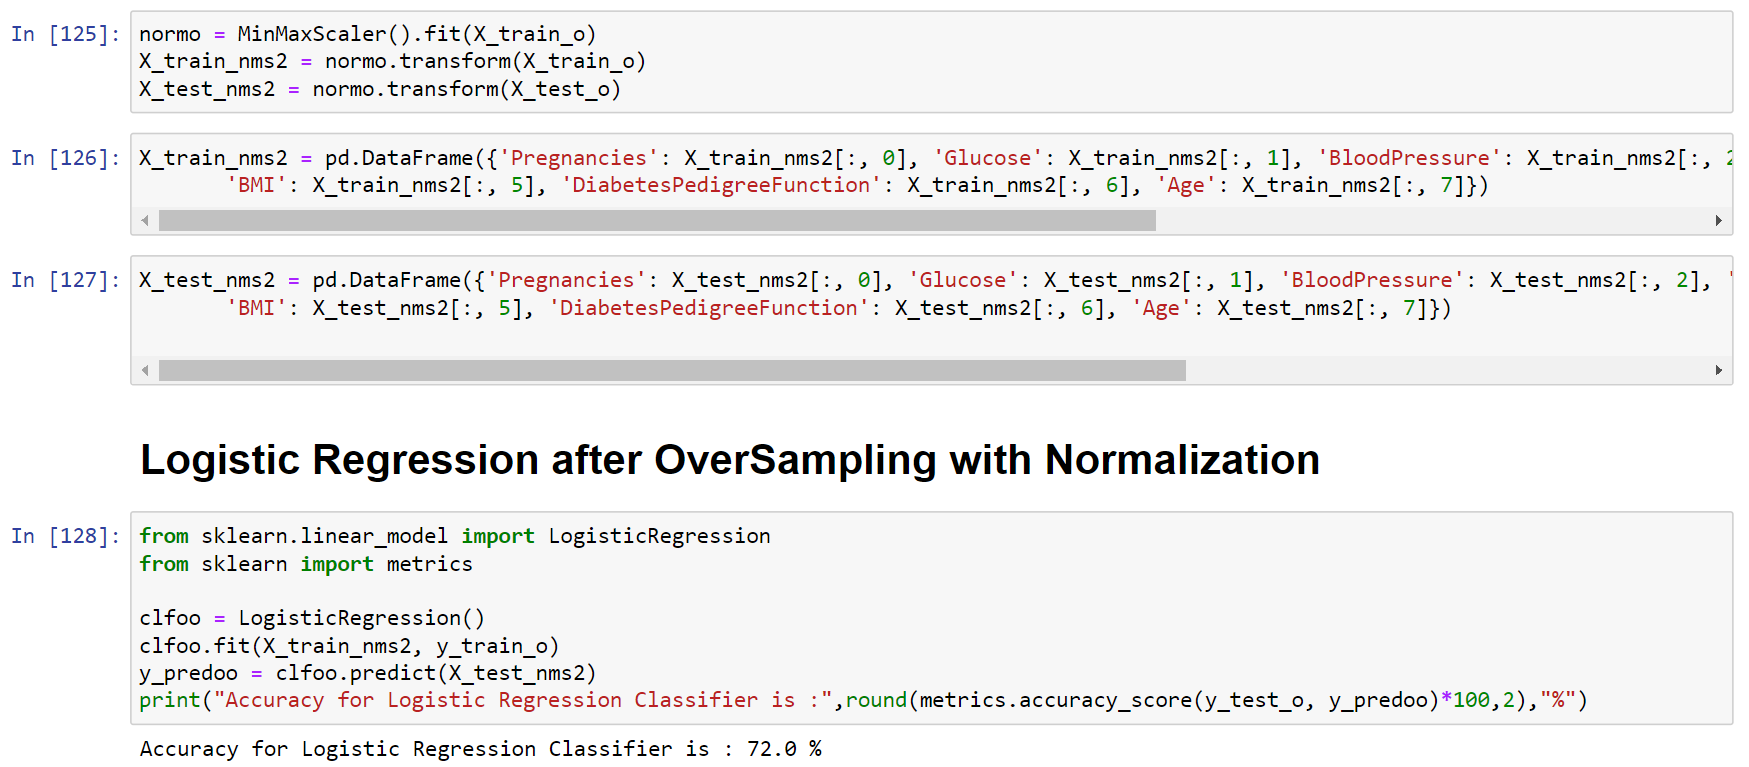 In [125]: normo = MinMaxScaler().fit(X_train_o)
X_train_nms2 = normo.transform(X_train_o)
X_test_nms2 = normo.transform(X_test_o)
In [126]: X_train_nms2 = pd.DataFrame({'Pregnancies': X_train_nms2[:, 0], 'Glucose': X_train_nms2[:, 1], 'BloodPressure': X_train_nms2[:, 2
'BMI': X_train_nms2[:, 5], 'DiabetesPedigreeFunction': X_train_nms2[:, 6], 'Age': X_train_nms2[:, 7]})
In [127]: X_test_nms2 = pd.DataFrame({'Pregnancies': X_test_nms2[:, 0], 'Glucose': X_test_nms2[:, 1], 'BloodPressure': X_test_nms2[:, 2], '
'BMI': X_test_nms2[:, 5], 'DiabetesPedigreeFunction': X_test_nms2[:, 6], 'Age': X_test_nms2[:, 7]})
Logistic Regression after OverSampling with Normalization
In [128]: from sklearn.linear_model import LogisticRegression
from sklearn import metrics
clfoo = LogisticRegression()
clfoo.fit(X_train_nms2, y_train_o)
y_predoo = clfoo.predict(X_test_nms2)
print("Accuracy for Logistic Regression Classifier is :",round(metrics.accuracy_score(y_test_o, y_predoo)*100,2),"%")
Accuracy for Logistic Regression Classifier is : 72.0 %